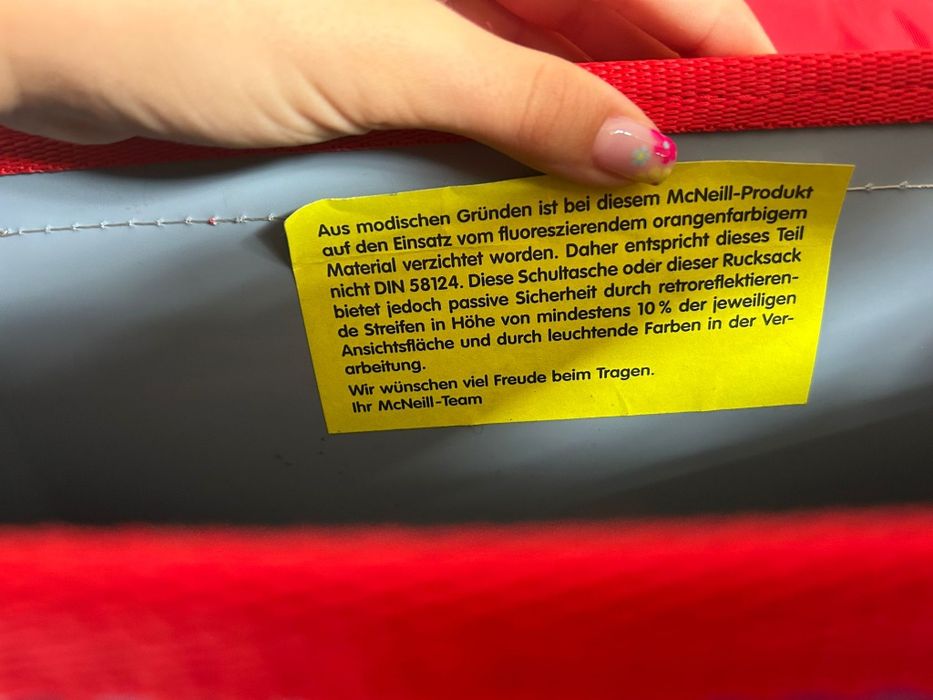 Aus modischen Gründen ist bei diesem McNeill-Produkt
auf den Einsatz vom fluoreszierendem orangenfarbigem
Material verzichtet worden. Daher entspricht dieses Teil
nicht DIN 58124. Diese Schultasche oder dieser Rucksack
bietet jedoch passive Sicherheit durch retroreflektieren-
de Streifen in Höhe von mindestens 10 % der jeweiligen
Ansichtsfläche und durch leuchtende Farben in der Ver-
arbeitung.
Wir wünschen viel Freude beim Tragen.
Ihr McNeill-Team